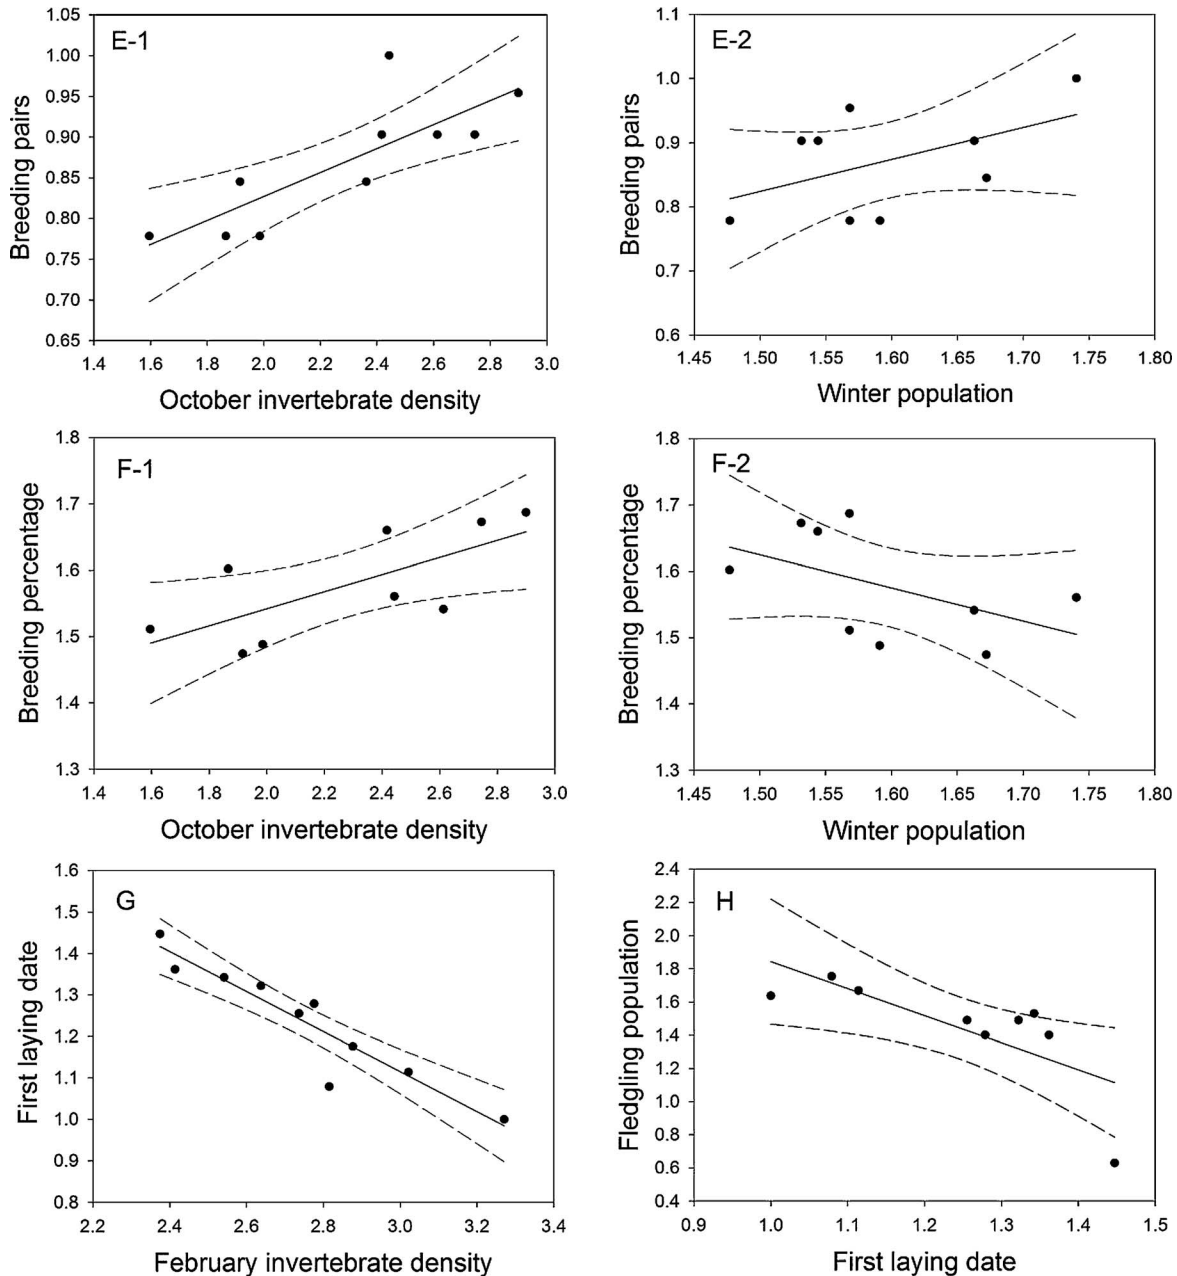 E-1
Breeding pairs
1.05
1.00
0.95
0.90
0.85
0.80
0.75
0.70
0.65
1.4 1.6 1.8 2.0 2.2 2.4 2.6 2.8 3.0
October invertebrate density
E-2
Breeding pairs
1.1
1.0
0.9
0.8
0.7
0.6
1.45 1.50 1.55 1.60 1.65 1.70 1.75 1.80
Winter population
F-1
Breeding percentage
1.8
1.7
1.6
1.5
1.4
1.3
1.4 1.6 1.8 2.0 2.2 2.4 2.6 2.8 3.0
October invertebrate density
F-2
Breeding percentage
1.8
1.7
1.6
1.5
1.4
1.3
1.45 1.50 1.55 1.60 1.65 1.70 1.75 1.80
Winter population
G
First laying date
1.6
1.5
1.4
1.3
1.2
1.1
1.0
0.9
0.8
2.2 2.4 2.6 2.8 3.0 3.2 3.4
February invertebrate density
H
Fledgling population
2.4
2.2
2.0
1.8
1.6
1.4
1.2
1.0
0.8
0.6
0.4
0.9 1.0 1.1 1.2 1.3 1.4 1.5
First laying date